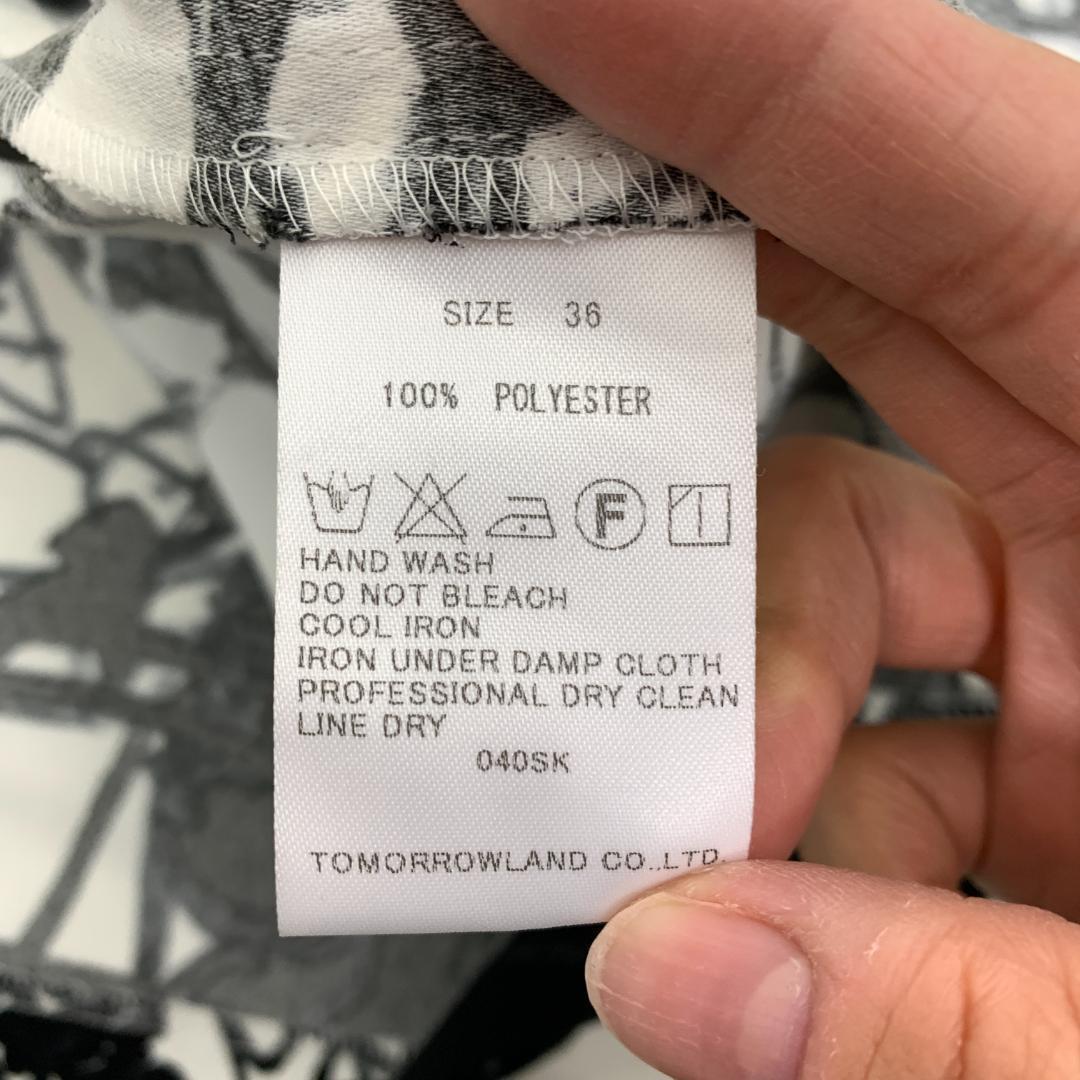 SIZE 36
100% POLYESTER
F
HAND WASH
DO NOT BLEACH
COOL IRON
IRON UNDER DAMP CLOTH
PROFESSIONAL DRY CLEAN
LINE DRY
040SK
TOMORROWLAND CO.,LTD.